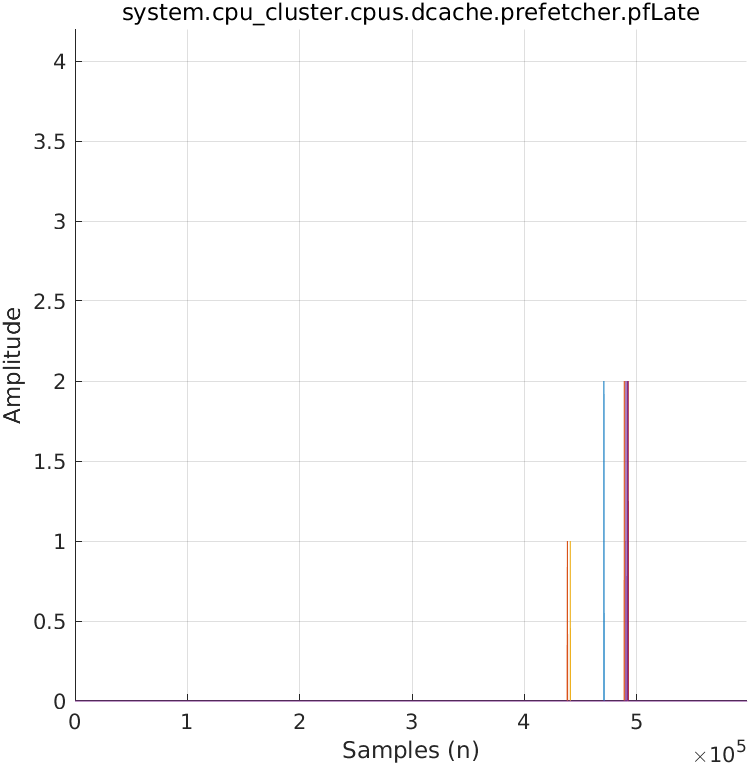 system.cpu_cluster.cpus.dcache.prefetcher.pfLate
4
3.5
3
2.5
2
1.5
1
0.5
0
Amplitude
0 1 2 3 4 5
Samples (n)
×10^5